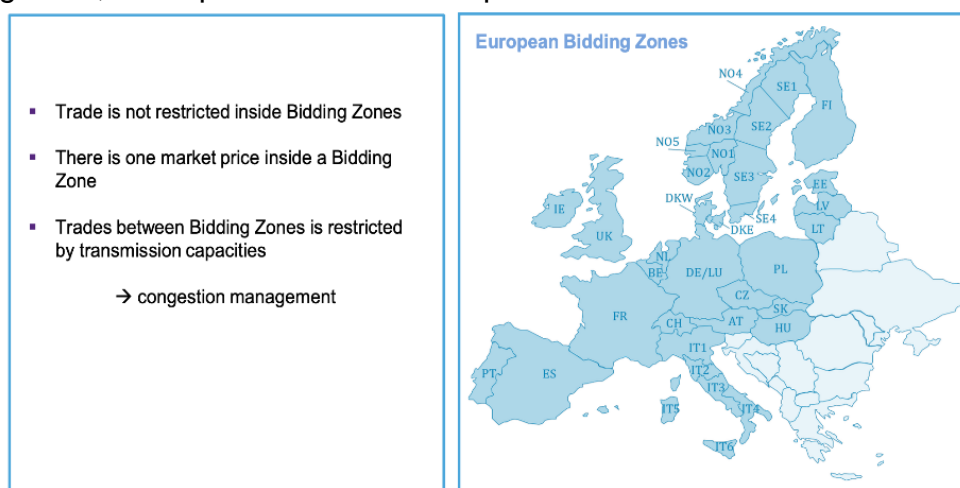 ▪ Trade is not restricted inside Bidding Zones
▪ There is one market price inside a Bidding
Zone
▪ Trades between Bidding Zones is restricted
by transmission capacities
→ congestion management
European Bidding Zones
NO4
SE1
FI
NO3
SE2
NO5
NO1
NO2
SE3
EE
DKW
LV
IE
SE4
LT
DKE
UK
NL
BE
DE/LU
PL
CZ
SK
FR
CH
AT
HU
IT1
IT2
PT
ES
IT3
IT5
IT4
IT6